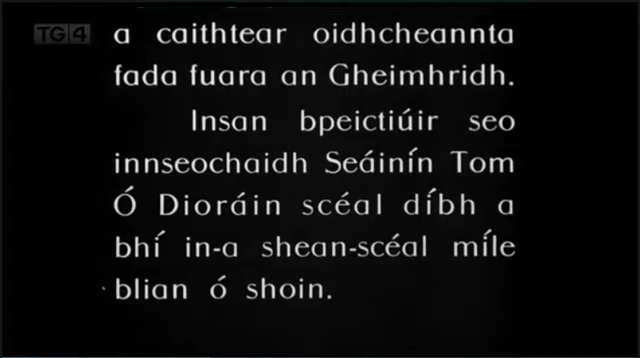 TG4
a caithtear oidhcheannta
fada fuara an Gheimhridh.
Insan bpeictiúir seo
innseochaidh Seáinín Tom
Ó Dioráin scéal díbh a
bhí in-a shean-scéal míle
blian ó shoin.